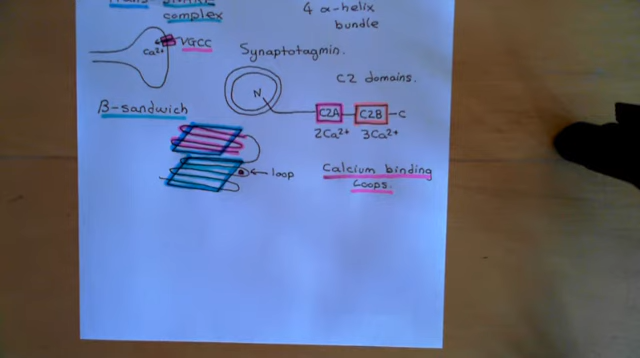 complex
4 α-helix
bundle
Ca²⁺
VGCC
Synaptotagmin.
C2 domains.
N
C2A
C2B
C
2Ca²⁺
3Ca²⁺
β-sandwich
loop
Calcium binding
Loops.